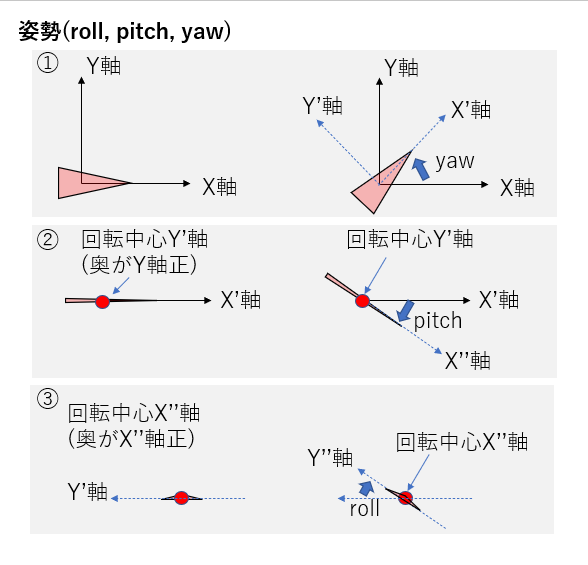 姿勢(roll, pitch, yaw)
①
Y軸
X軸
Y軸
Y’軸
X’軸
yaw
X軸
②
回転中心Y’軸
(奥がY軸正)
X’軸
回転中心Y’軸
X’軸
pitch
X’’軸
③
回転中心X’’軸
(奥がX’’軸正)
Y’軸
回転中心X’’軸
Y’’軸
roll